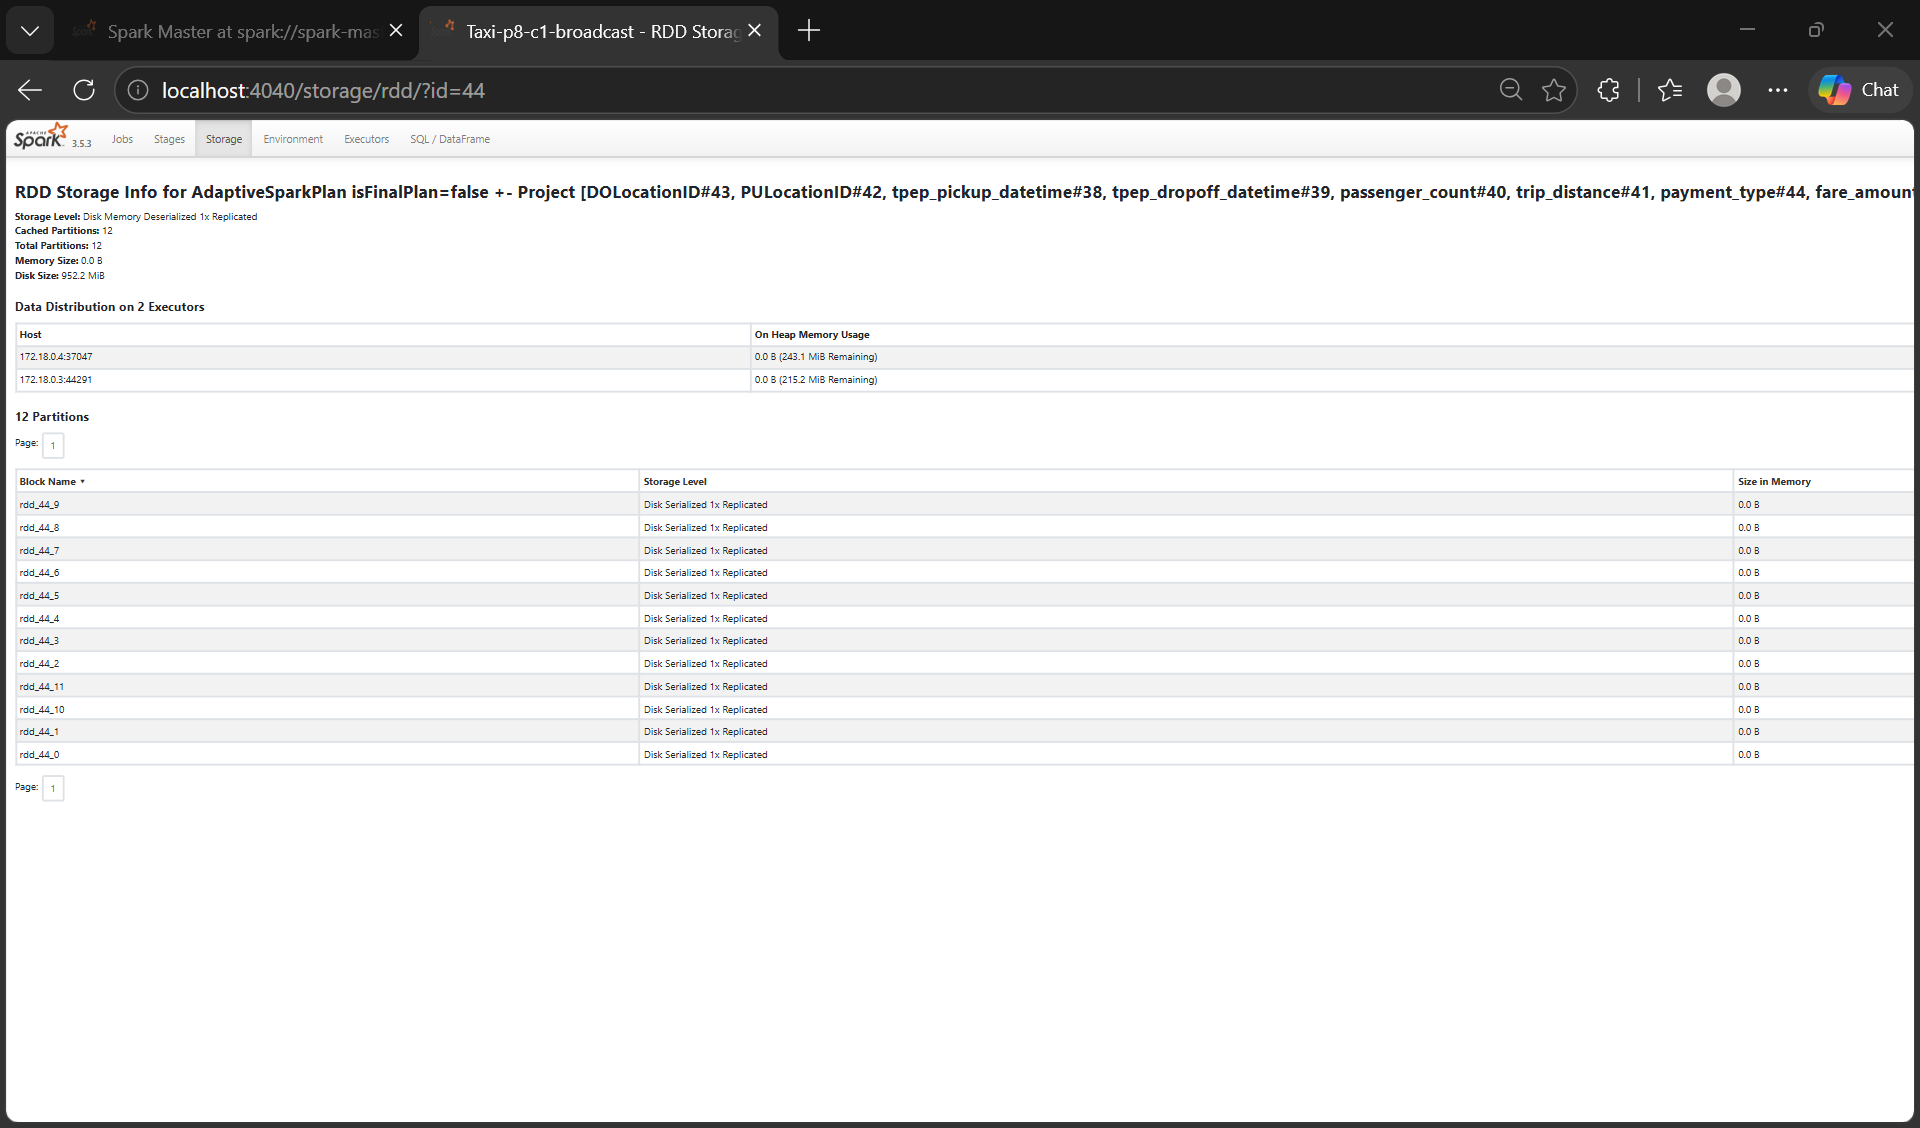 Spark Master at spark://spark-mas
Taxi-p8-c1-broadcast - RDD Storag
localhost:4040/storage/rdd/?id=44
Chat
APACHE Spark 3.5.3 Jobs Stages Storage Environment Executors SQL / DataFrame
RDD Storage Info for AdaptiveSparkPlan isFinalPlan=false +- Project [DOLocationID#43, PULocationID#42, tpep_pickup_datetime#38, tpep_dropoff_datetime#39, passenger_count#40, trip_distance#41, payment_type#44, fare_amoun
Storage Level: Disk Memory Deserialized 1x Replicated
Cached Partitions: 12
Total Partitions: 12
Memory Size: 0.0 B
Disk Size: 952.2 MiB
Data Distribution on 2 Executors
Host On Heap Memory Usage
172.18.0.4:37047 0.0 B (243.1 MiB Remaining)
172.18.0.3:44291 0.0 B (215.2 MiB Remaining)
12 Partitions
Page: 1
Block Name ▾ Storage Level Size in Memory
rdd_44_9 Disk Serialized 1x Replicated 0.0 B
rdd_44_8 Disk Serialized 1x Replicated 0.0 B
rdd_44_7 Disk Serialized 1x Replicated 0.0 B
rdd_44_6 Disk Serialized 1x Replicated 0.0 B
rdd_44_5 Disk Serialized 1x Replicated 0.0 B
rdd_44_4 Disk Serialized 1x Replicated 0.0 B
rdd_44_3 Disk Serialized 1x Replicated 0.0 B
rdd_44_2 Disk Serialized 1x Replicated 0.0 B
rdd_44_11 Disk Serialized 1x Replicated 0.0 B
rdd_44_10 Disk Serialized 1x Replicated 0.0 B
rdd_44_1 Disk Serialized 1x Replicated 0.0 B
rdd_44_0 Disk Serialized 1x Replicated 0.0 B
Page: 1